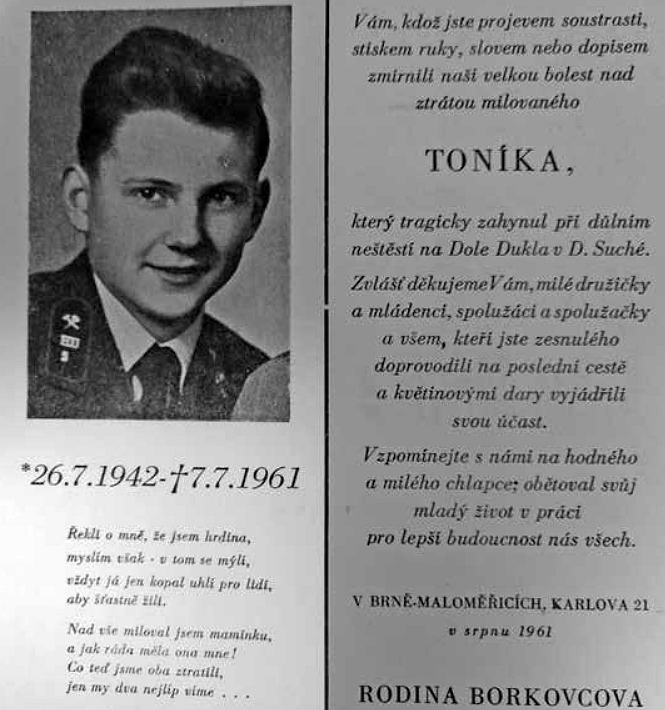 *26.7.1942-†7.7.1961
Řekli o mně, že jsem hrdina,
myslím však - v tom se mýlí,
vždyt já jen kopal uhlí pro lidi,
aby šťastně žili.
Nad vše miloval jsem maminku,
a jak ráda měla ona mne!
Co teď jsme oba ztratili,
jen my dva nejlíp víme . . .
Vám, kdož jste projevem soustrasti,
stiskem ruky, slovem nebo dopisem
zmírnili naši velkou bolest nad
ztrátou milovaného
TONÍKA,
který tragicky zahynul při důlním
neštěstí na Dole Dukla v D. Suché.
Zvlášť děkujeme Vám, milé družičky
a mládenci, spolužáci a spolužačky
a všem, kteří jste zesnulého
doprovodili na poslední cestě
a květinovými dary vyjádřili
svou účast.
Vzpomínejte s námi na hodného
a milého chlapce; obětoval svůj
mladý život v práci
pro lepší budoucnost nás všech.
V BRNĚ-MALOMĚŘICÍCH, KARLOVA 21
v srpnu 1961
RODINA BORKOVCOVA